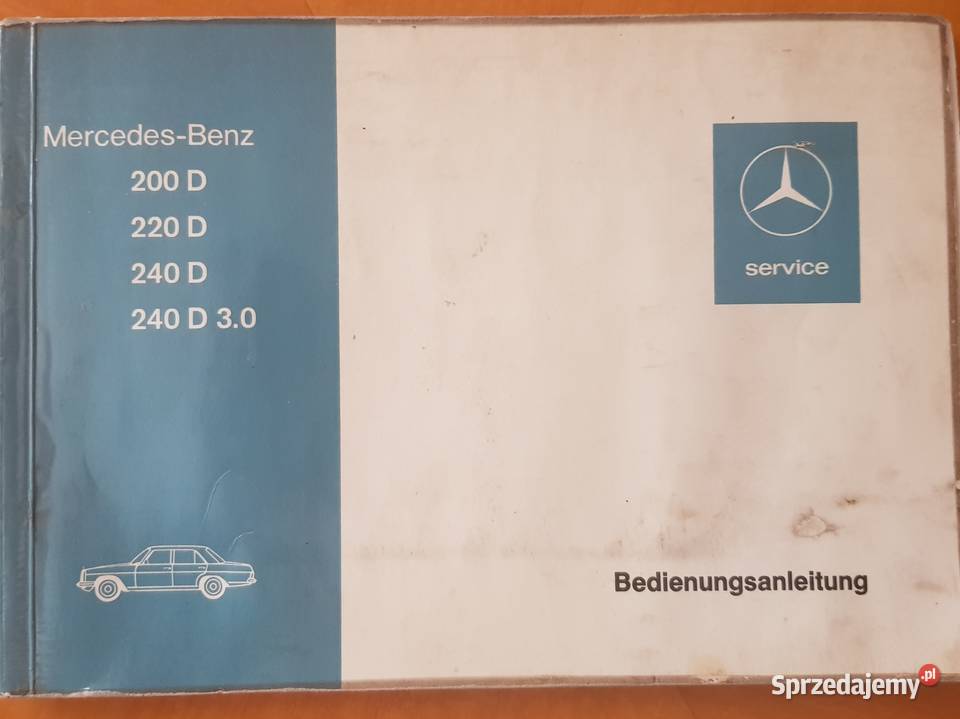 Mercedes-Benz
200 D
220 D
240 D
240 D 3.0
service
Bedienungsanleitung
Sprzedajemy.pl